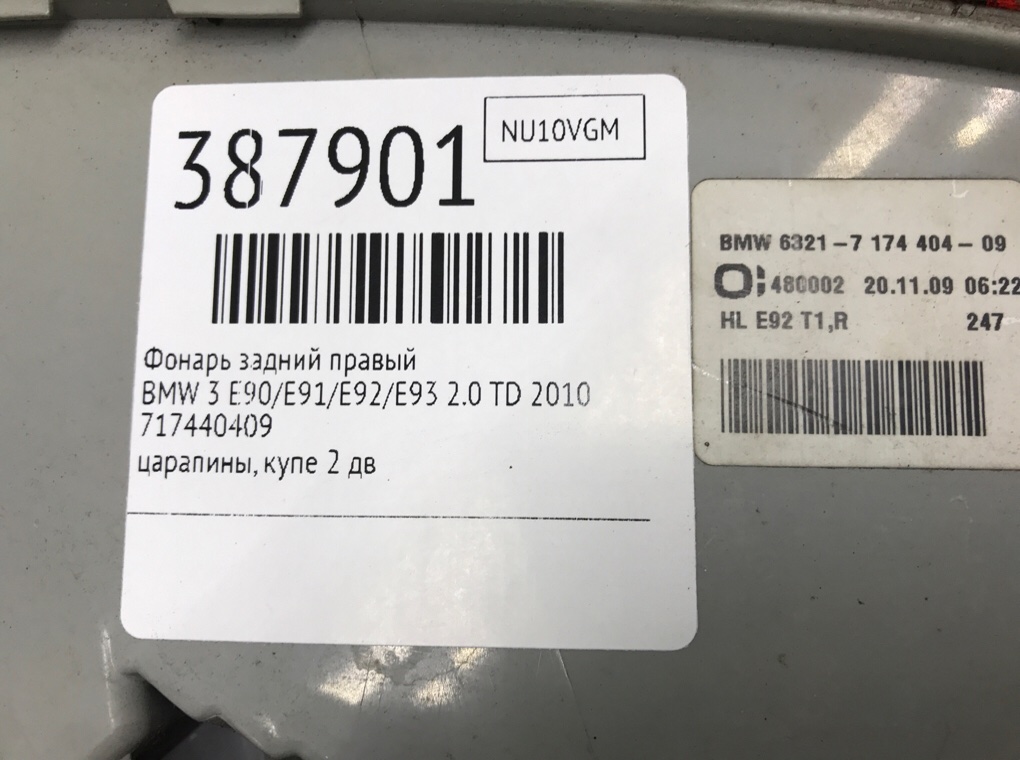 387901
NU10VGM
Фонарь задний правый
BMW 3 E90/E91/E92/E93 2.0 TD 2010
717440409
царапины, купе 2 дв
BMW 6321-7 174 404-09
480002 20.11.09 06:22
HL E92 T1,R 247